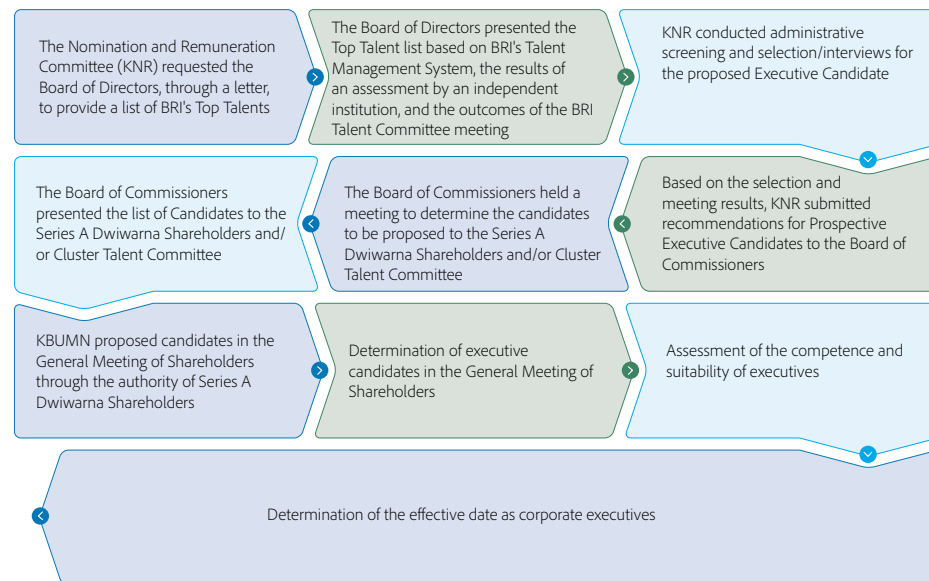 The Nomination and Remuneration
Committee (KNR) requested the
Board of Directors, through a letter,
to provide a list of BRI's Top Talents
The Board of Directors presented the
Top Talent list based on BRI's Talent
Management System, the results of
an assessment by an independent
institution, and the outcomes of the BRI
Talent Committee meeting
KNR conducted administrative
screening and selection/interviews for
the proposed Executive Candidate
Based on the selection and
meeting results, KNR submitted
recommendations for Prospective
Executive Candidates to the Board of
Commissioners
The Board of Commissioners held a
meeting to determine the candidates
to be proposed to the Series A
Dwiwarna Shareholders and/or Cluster
Talent Committee
The Board of Commissioners
presented the list of Candidates to the
Series A Dwiwarna Shareholders and/
or Cluster Talent Committee
KBUMN proposed candidates in the
General Meeting of Shareholders
through the authority of Series A
Dwiwarna Shareholders
Determination of executive
candidates in the General Meeting of
Shareholders
Assessment of the competence and
suitability of executives
Determination of the effective date as corporate executives